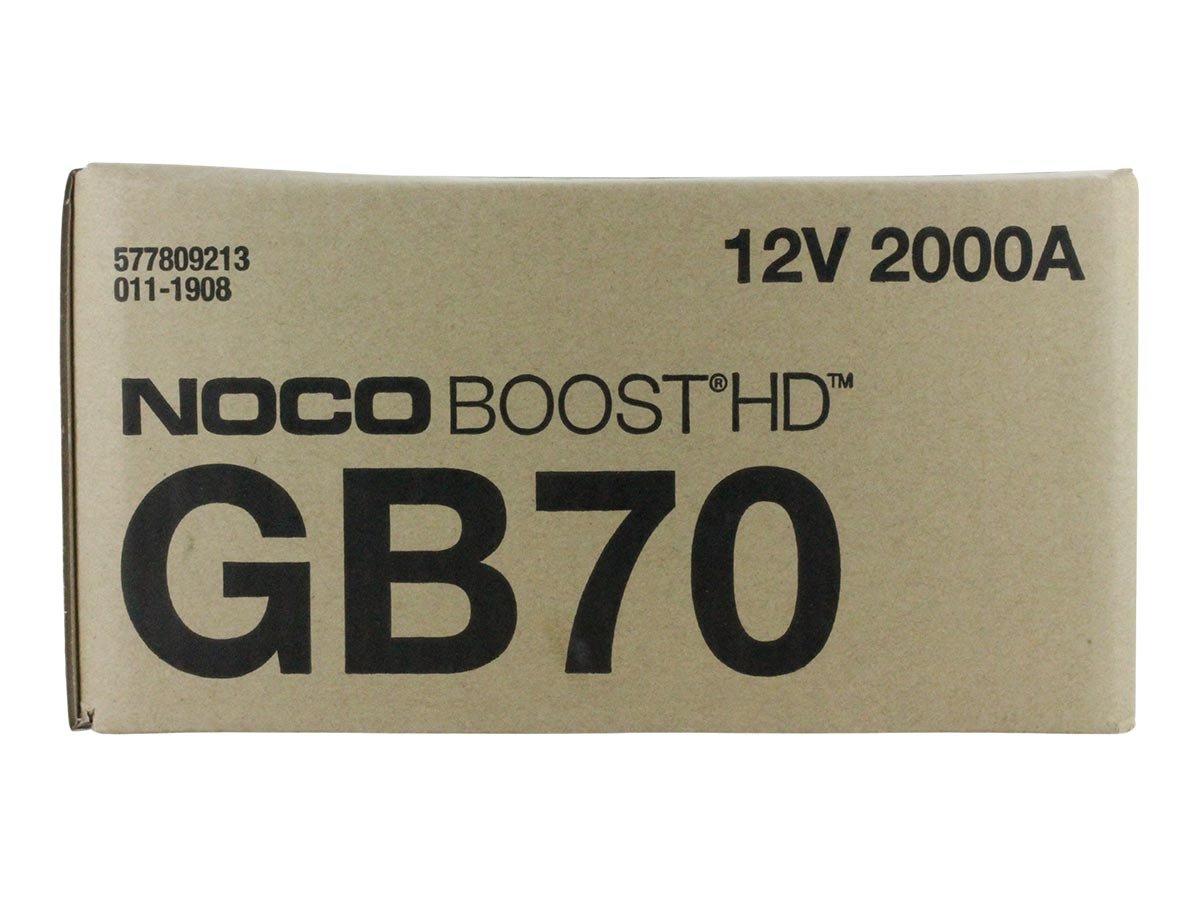 577809213
011-1908
12V 2000A
NOCO BOOST® HD™
GB70